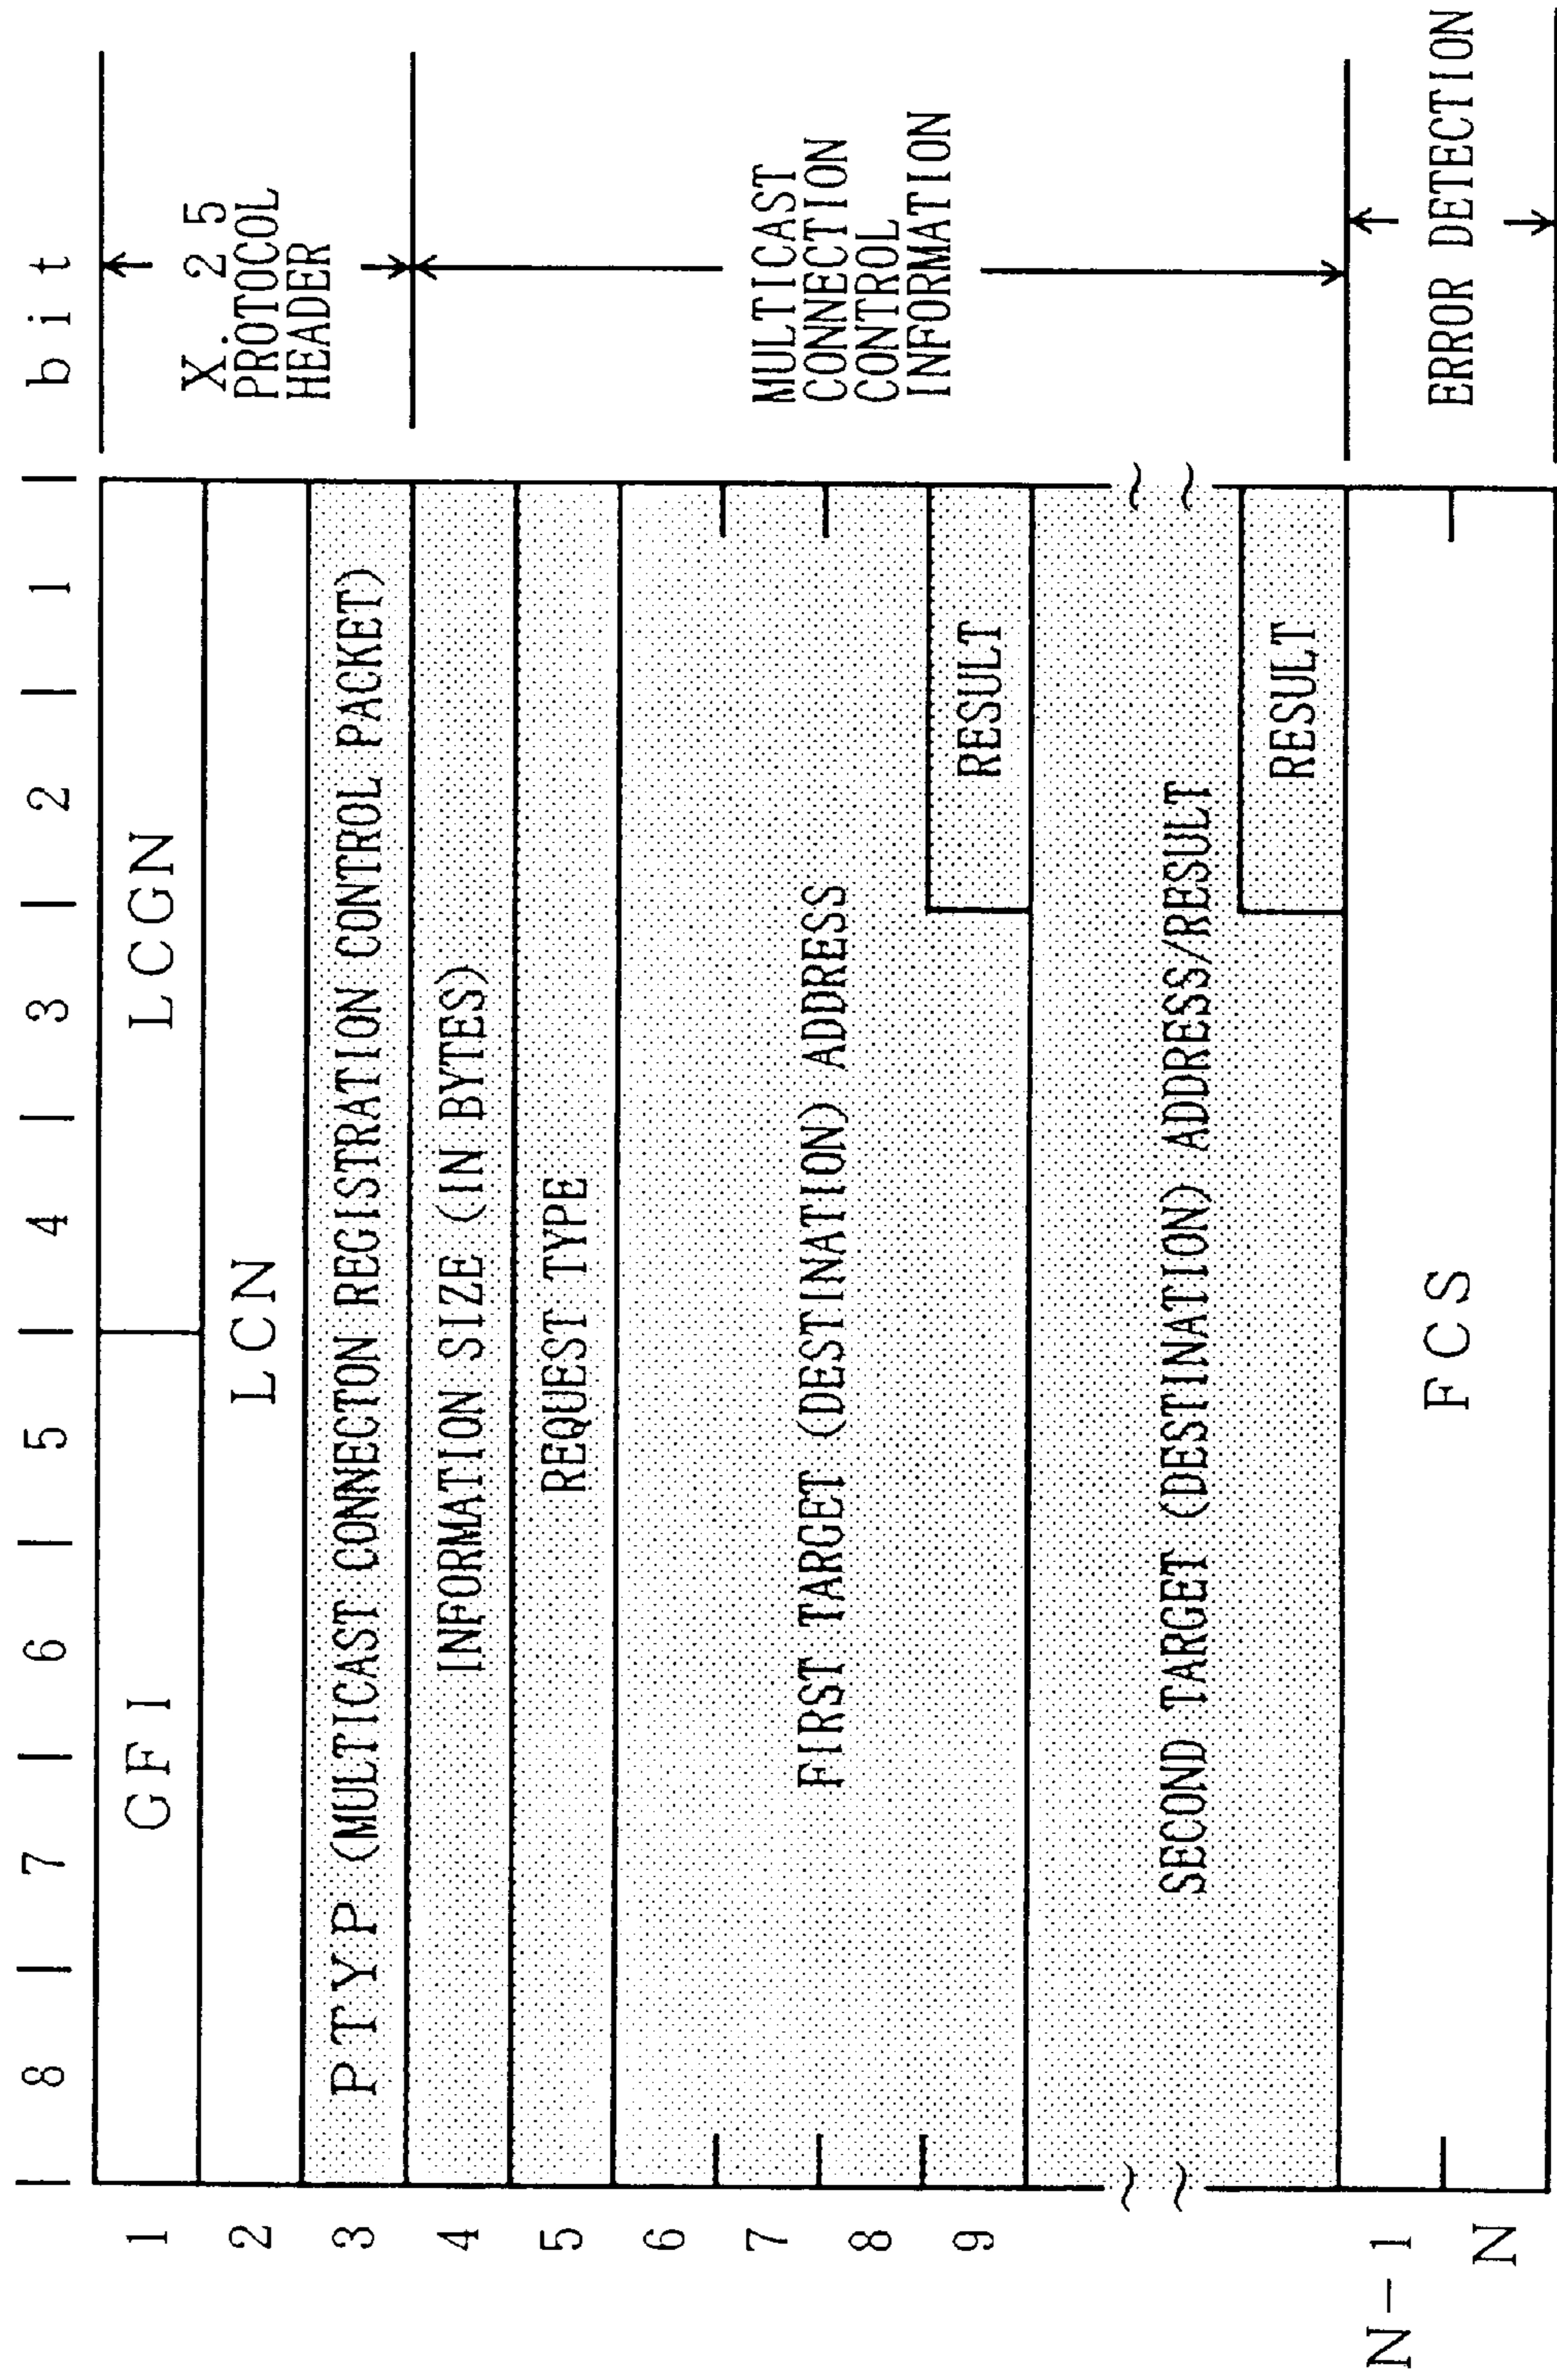 8 7 6 5 4 3 2 1 bit
1 GFI LCGN
2 LCN
3 PTYP (MULTICAST CONNECTON REGISTRATION CONTROL PACKET)
X. 25
PROTOCOL
HEADER
4 INFORMATION SIZE (IN BYTES)
5 REQUEST TYPE
6
7
8
FIRST TARGET (DESTINATION) ADDRESS
9 RESULT
MULTICAST
CONNECTION
CONTROL
INFORMATION
SECOND TARGET (DESTINATION) ADDRESS/RESULT
RESULT
N-1
N
FCS
ERROR DETECTION